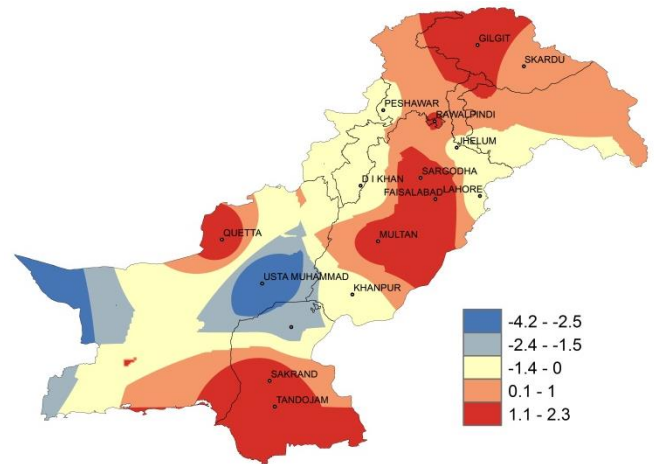 GILGIT
SKARDU
PESHAWAR
RAWALPINDI
JHELUM
D I KHAN
SARGODHA
FAISALABAD
LAHORE
QUETTA
MULTAN
USTA MUHAMMAD
KHANPUR
SAKRAND
TANDOJAM
-4.2 - -2.5
-2.4 - -1.5
-1.4 - 0
0.1 - 1
1.1 - 2.3